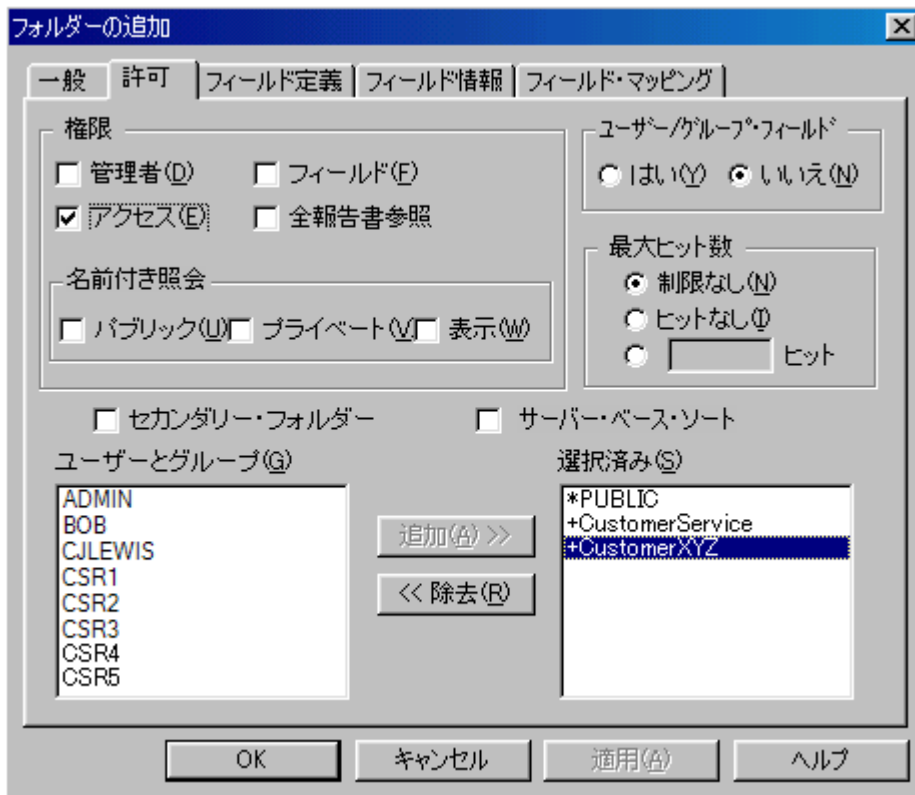 フォルダーの追加
一般 許可 フィールド定義 フィールド情報 フィールド・マッピング
権限
管理者(D) フィールド(F)
アクセス(E) 全報告書参照
名前付き照会
パブリック(U) プライベート(V) 表示(W)
ユーザー/グループ・フィールド
はい(Y) いいえ(N)
最大ヒット数
制限なし(N)
ヒットなし(I)
ヒット
セカンダリー・フォルダー サーバー・ベース・ソート
ユーザーとグループ(G)
ADMIN
BOB
CJLEWIS
CSR1
CSR2
CSR3
CSR4
CSR5
追加(A) >>
<< 除去(R)
選択済み(S)
*PUBLIC
+CustomerService
+CustomerXYZ
OK キャンセル 適用(A) ヘルプ